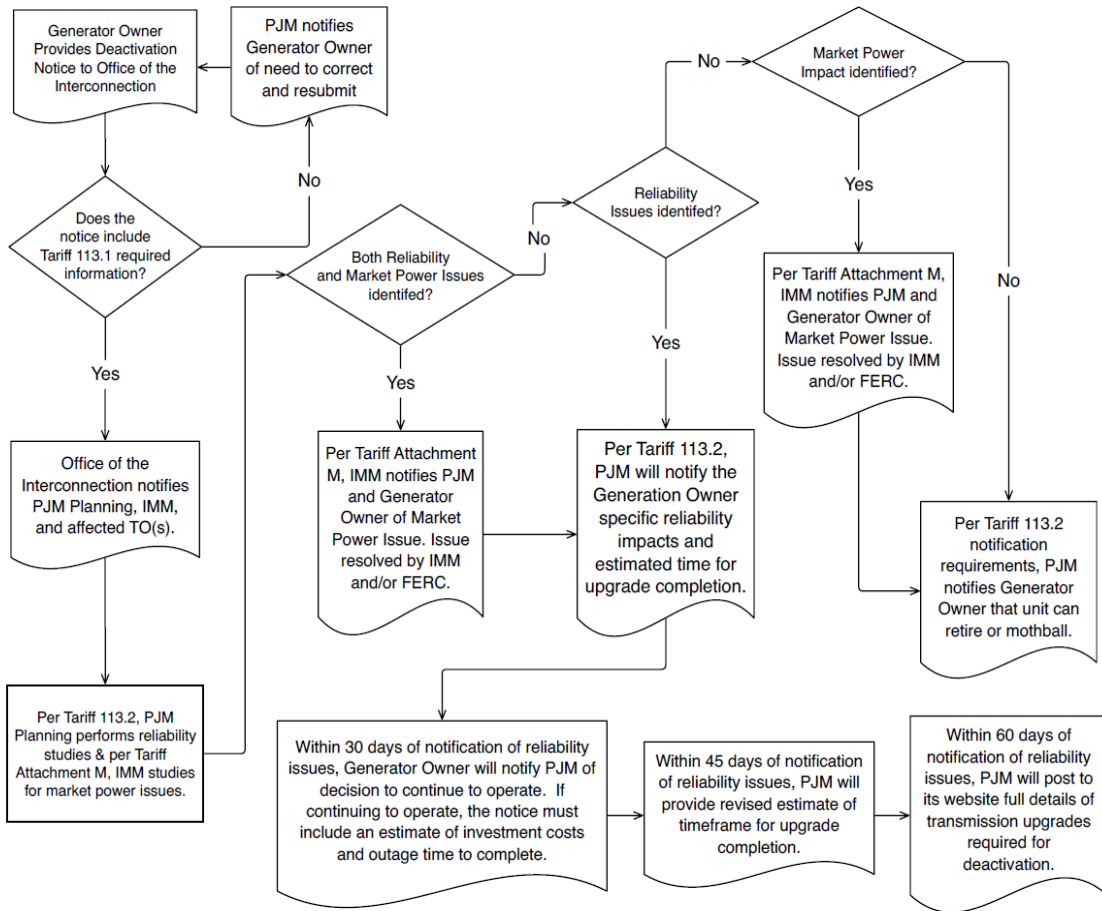 Generator Owner
Provides Deactivation
Notice to Office of the
Interconnection
PJM notifies
Generator Owner
of need to correct
and resubmit
No
Does the
notice include
Tariff 113.1 required
information?
Yes
Office of the
Interconnection notifies
PJM Planning, IMM,
and affected TO(s).
Per Tariff 113.2, PJM
Planning performs reliability
studies & per Tariff
Attachment M, IMM studies
for market power issues.
Both Reliability
and Market Power Issues
identifed?
No
Yes
Per Tariff Attachment
M, IMM notifies PJM
and Generator
Owner of Market
Power Issue. Issue
resolved by IMM
and/or FERC.
Reliability
Issues identifed?
No
Yes
Per Tariff 113.2,
PJM will notify the
Generation Owner
specific reliability
impacts and
estimated time for
upgrade completion.
Market Power
Impact identified?
Yes
No
Per Tariff Attachment M,
IMM notifies PJM and
Generator Owner of
Market Power Issue.
Issue resolved by IMM
and/or FERC.
Per Tariff 113.2
notification
requirements, PJM
notifies Generator
Owner that unit can
retire or mothball.
Within 30 days of notification of reliability
issues, Generator Owner will notify PJM of
decision to continue to operate. If
continuing to operate, the notice must
include an estimate of investment costs
and outage time to complete.
Within 45 days of notification
of reliability issues, PJM will
provide revised estimate of
timeframe for upgrade
completion.
Within 60 days of
notification of reliability
issues, PJM will post to
its website full details of
transmission upgrades
required for
deactivation.